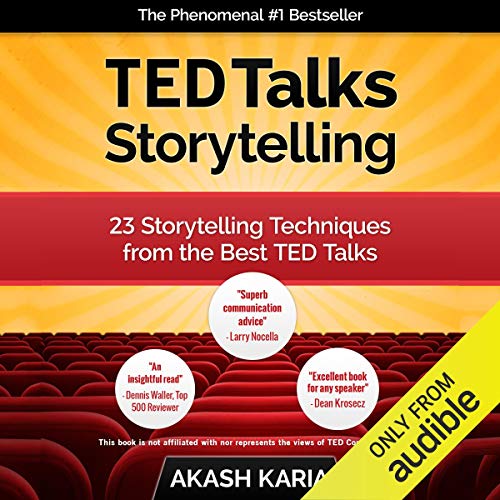 The Phenomenal #1 Bestseller
TED Talks
Storytelling
23 Storytelling Techniques
from the Best TED Talks
"Superb
communication
advice"
- Larry Nocella
"An
insightful read"
- Dennis Waller, Top
500 Reviewer
"Excellent book
for any speaker"
- Dean Krosecz
This book is not affiliated with nor represents the views of TED
AKASH KARIA
ONLY FROM
audible